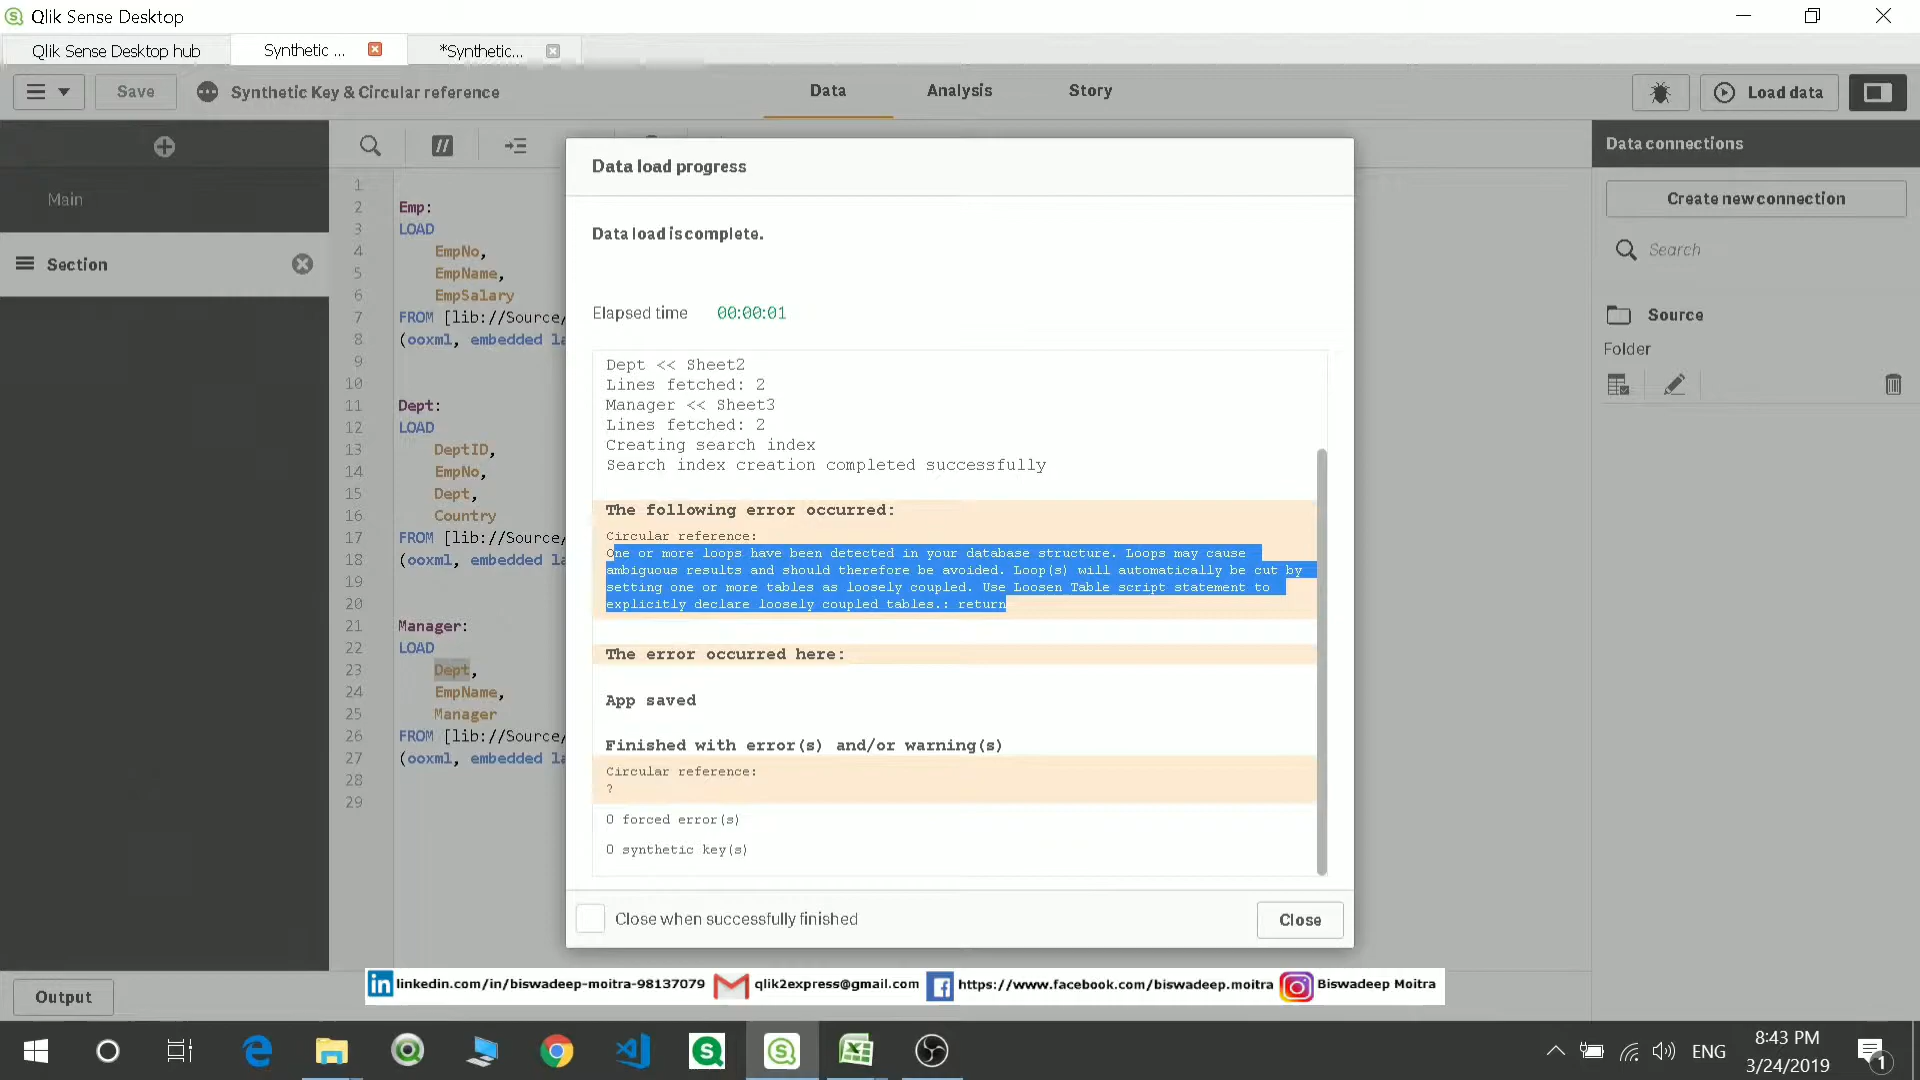 Qlik Sense Desktop
Qlik Sense Desktop hub
Synthetic ...
*Synthetic...
Save
Synthetic Key & Circular reference
Data
Analysis
Story
Load data
Main
Section
//
1
2 Emp:
3 LOAD
4 EmpNo,
5 EmpName,
6 EmpSalary
7 FROM [lib://Source/
8 (ooxml, embedded la
9
10
11 Dept:
12 LOAD
13 DeptID,
14 EmpNo,
15 Dept,
16 Country
17 FROM [lib://Source/
18 (ooxml, embedded la
19
20
21 Manager:
22 LOAD
23 Dept,
24 EmpName,
25 Manager
26 FROM [lib://Source/
27 (ooxml, embedded la
28
29
Data load progress
Data load is complete.
Elapsed time 00:00:01
Dept << Sheet2
Lines fetched: 2
Manager << Sheet3
Lines fetched: 2
Creating search index
Search index creation completed successfully
The following error occurred:
Circular reference:
One or more loops have been detected in your database structure. Loops may cause
ambiguous results and should therefore be avoided. Loop(s) will automatically be cut by
setting one or more tables as loosely coupled. Use Loosen Table script statement to
explicitly declare loosely coupled tables.: return
The error occurred here:
App saved
Finished with error(s) and/or warning(s)
Circular reference:
?
0 forced error(s)
0 synthetic key(s)
Close when successfully finished
Close
Data connections
Create new connection
Search
Source
Folder
Output
linkedin.com/in/biswadeep-moitra-98137079
qlik2express@gmail.com
https://www.facebook.com/biswadeep.moitra
Biswadeep Moitra
ENG
8:43 PM
3/24/2019
1